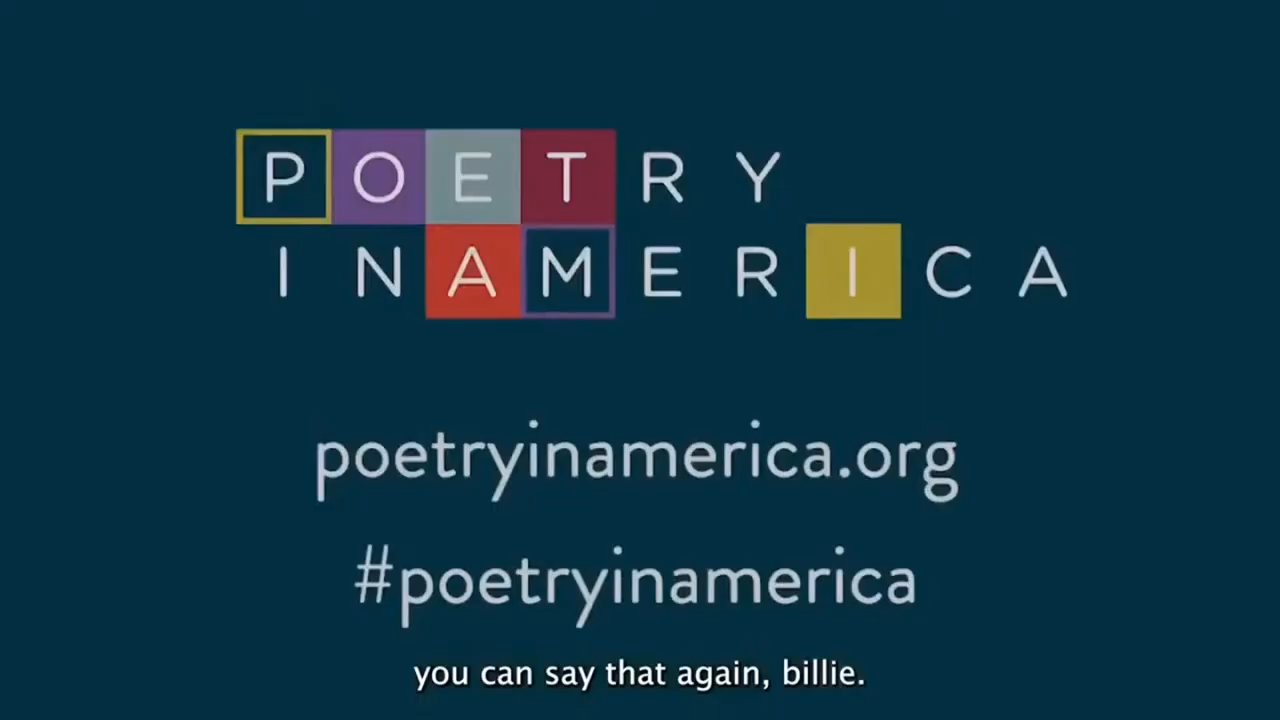 POETRY
INAMERICA
poetryinamerica.org
#poetryinamerica
you can say that again, billie.